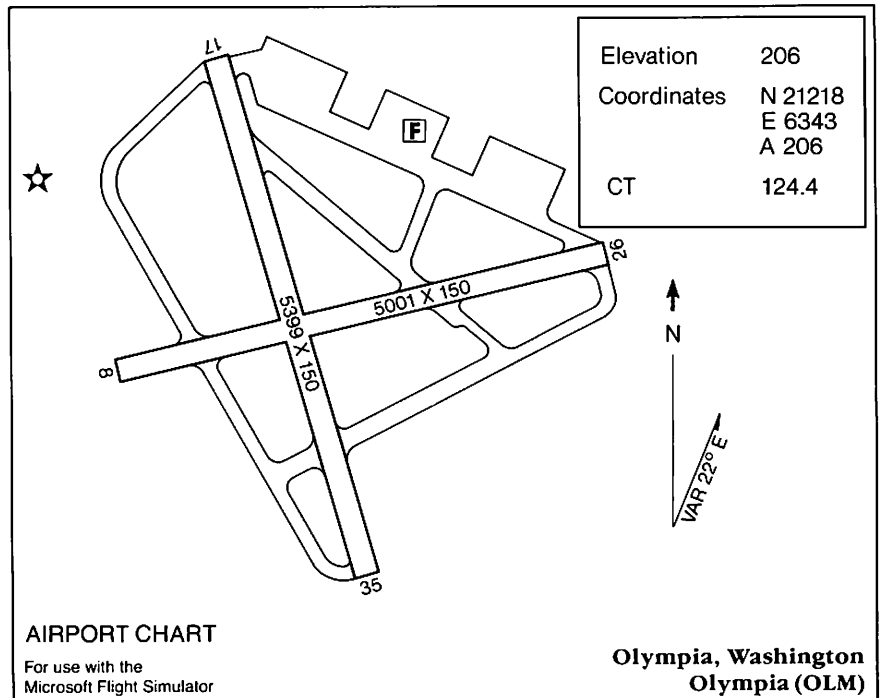 Elevation 206
Coordinates N 21218
E 6343
A 206
CT 124.4
17
F
26
5001 X 150
5399 X 150
8
N
VAR 22° E
35
AIRPORT CHART
For use with the
Microsoft Flight Simulator
Olympia, Washington
Olympia (OLM)